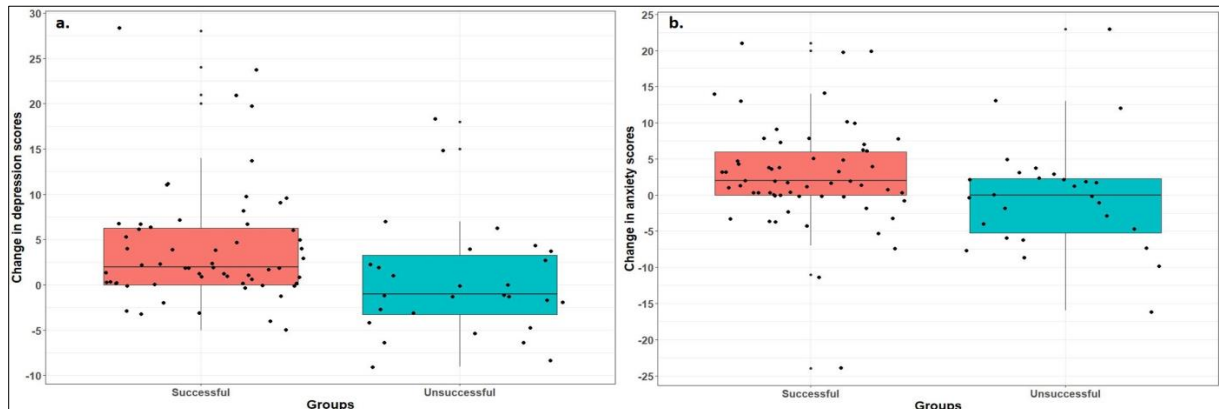 a.
Change in depression scores
30
25
20
15
10
5
0
-5
-10
Successful
Unsuccessful
Groups
b.
Change in anxiety scores
25
20
15
10
5
0
-5
-10
-15
-20
-25
Successful
Unsuccessful
Groups